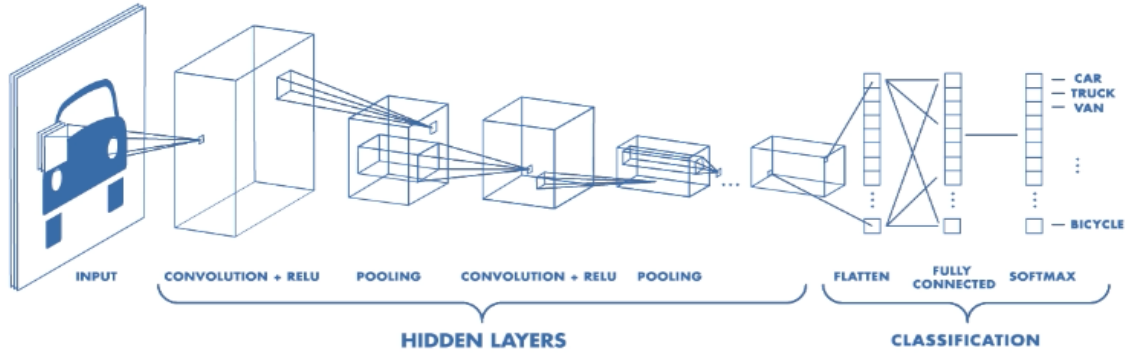 CAR
TRUCK
VAN
BICYCLE
INPUT
CONVOLUTION + RELU
POOLING
CONVOLUTION + RELU
POOLING
FLATTEN
FULLY
CONNECTED
SOFTMAX
HIDDEN LAYERS
CLASSIFICATION